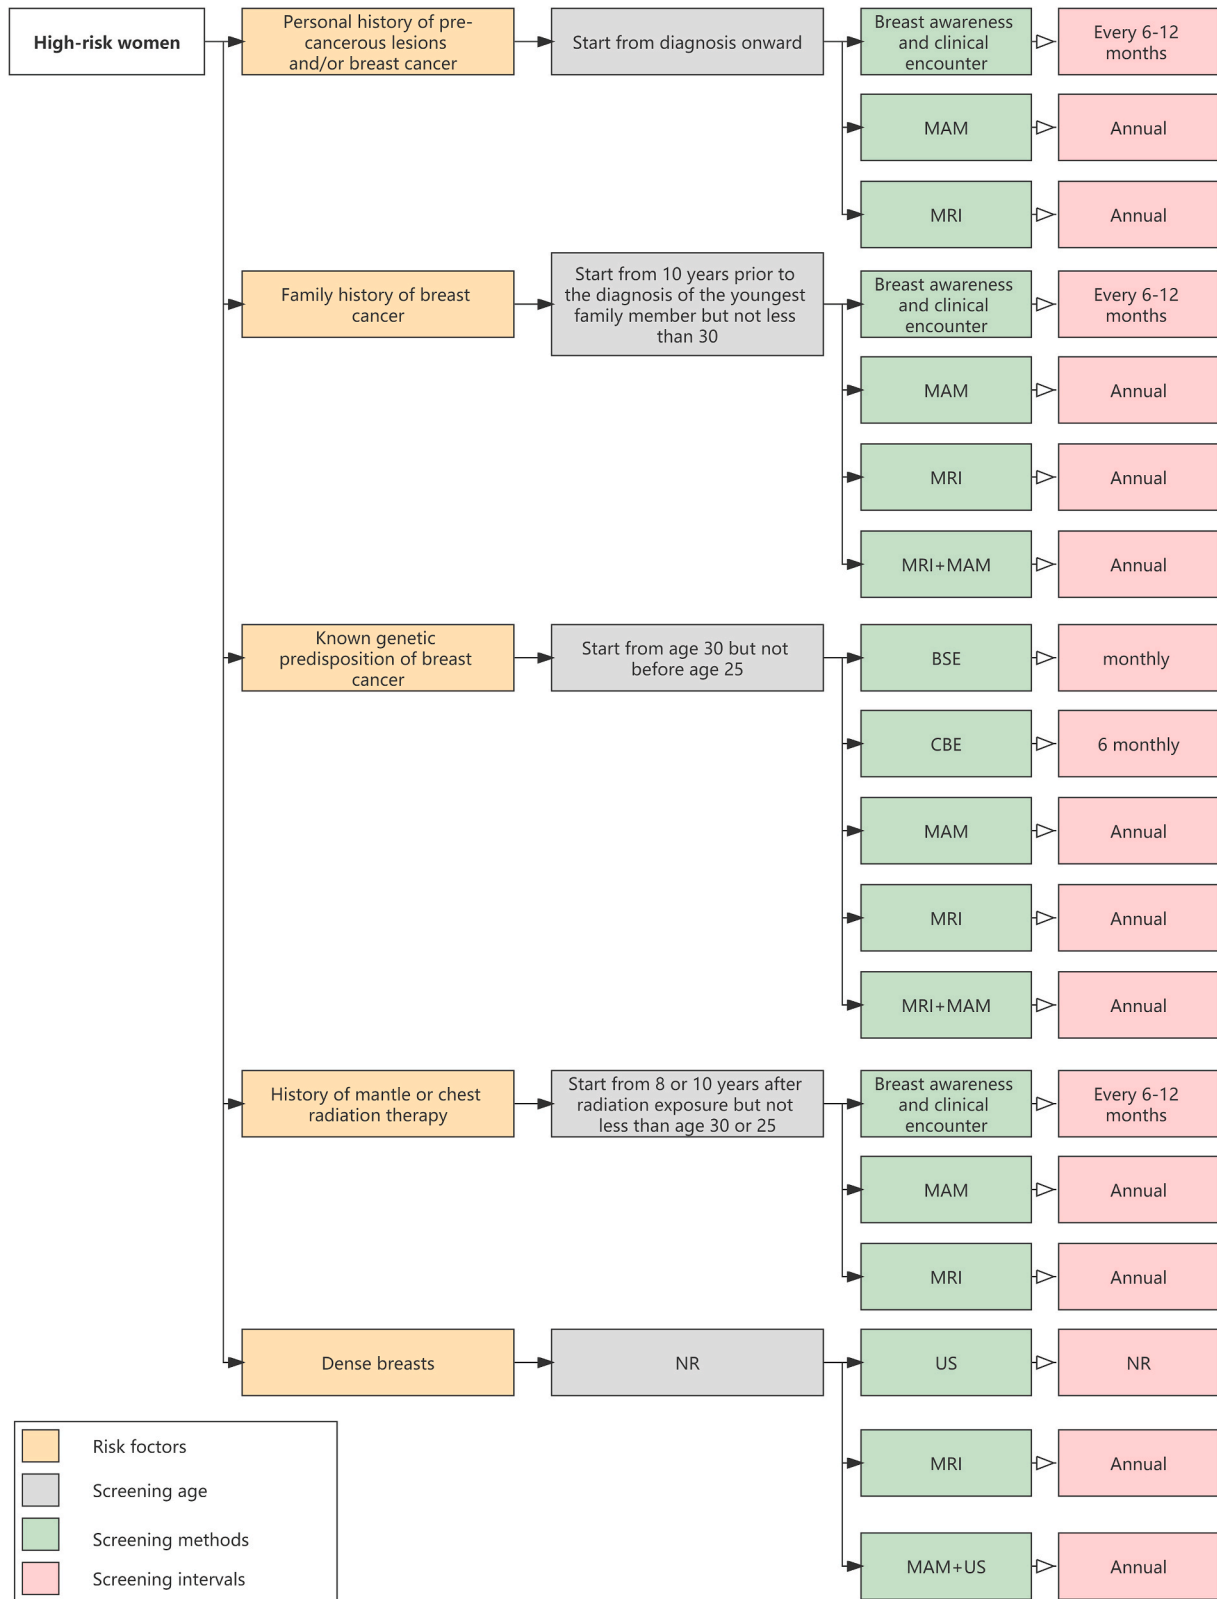 High-risk women
Personal history of pre-
cancerous lesions
and/or breast cancer
Start from diagnosis onward
Breast awareness
and clinical
encounter
Every 6-12
months
MAM
Annual
MRI
Annual
Family history of breast
cancer
Start from 10 years prior to
the diagnosis of the youngest
family member but not less
than 30
Breast awareness
and clinical
encounter
Every 6-12
months
MAM
Annual
MRI
Annual
MRI+MAM
Annual
Known genetic
predisposition of breast
cancer
Start from age 30 but not
before age 25
BSE
monthly
CBE
6 monthly
MAM
Annual
MRI
Annual
MRI+MAM
Annual
History of mantle or chest
radiation therapy
Start from 8 or 10 years after
radiation exposure but not
less than age 30 or 25
Breast awareness
and clinical
encounter
Every 6-12
months
MAM
Annual
MRI
Annual
Dense breasts
NR
US
NR
MRI
Annual
MAM+US
Annual
Risk foctors
Screening age
Screening methods
Screening intervals